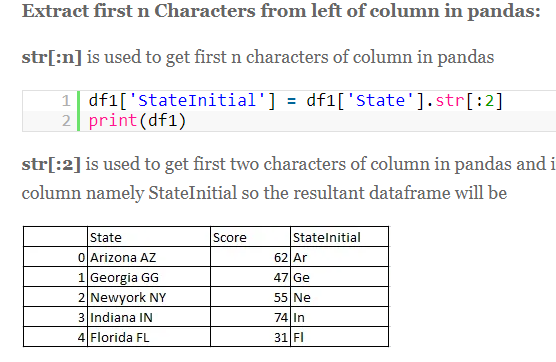 Extract first n Characters from left of column in pandas:
str[:n] is used to get first n characters of column in pandas
1 df1['StateInitial'] = df1['State'].str[:2]
2 print(df1)
str[:2] is used to get first two characters of column in pandas and i
column namely StateInitial so the resultant dataframe will be
State Score StateInitial
0 Arizona AZ 62 Ar
1 Georgia GG 47 Ge
2 Newyork NY 55 Ne
3 Indiana IN 74 In
4 Florida FL 31 Fl